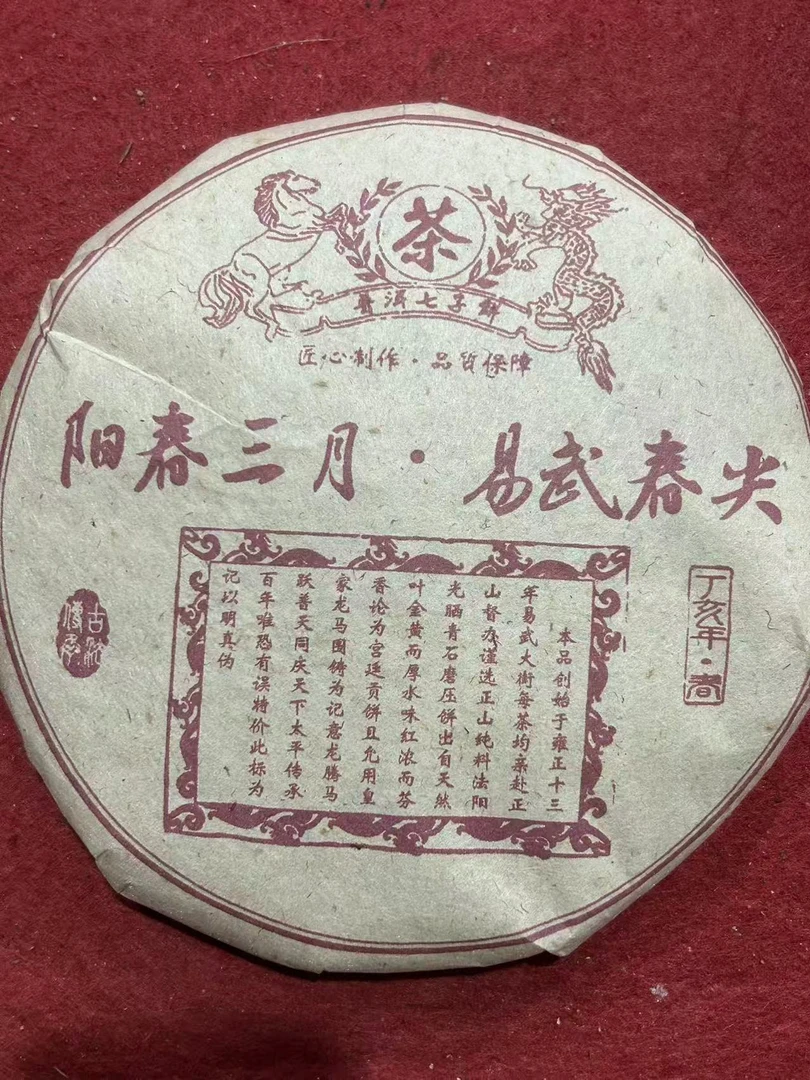 茶
普洱七子饼
匠心制作·品质保障
阳春三月·易武春尖
丁亥年·春
本品创始于雍正十三
年易武大街每茶均亲赴正
山督办谨选正山纯料法阳
光晒青石磨压饼出自天然
叶金黄而厚水味红浓而芬
香论为宫廷贡饼且允用皇
家龙马图铸为记意龙腾马
跃普天同庆天下太平传承
百年唯恐有误特价此标为
记以明真伪
古
傳承